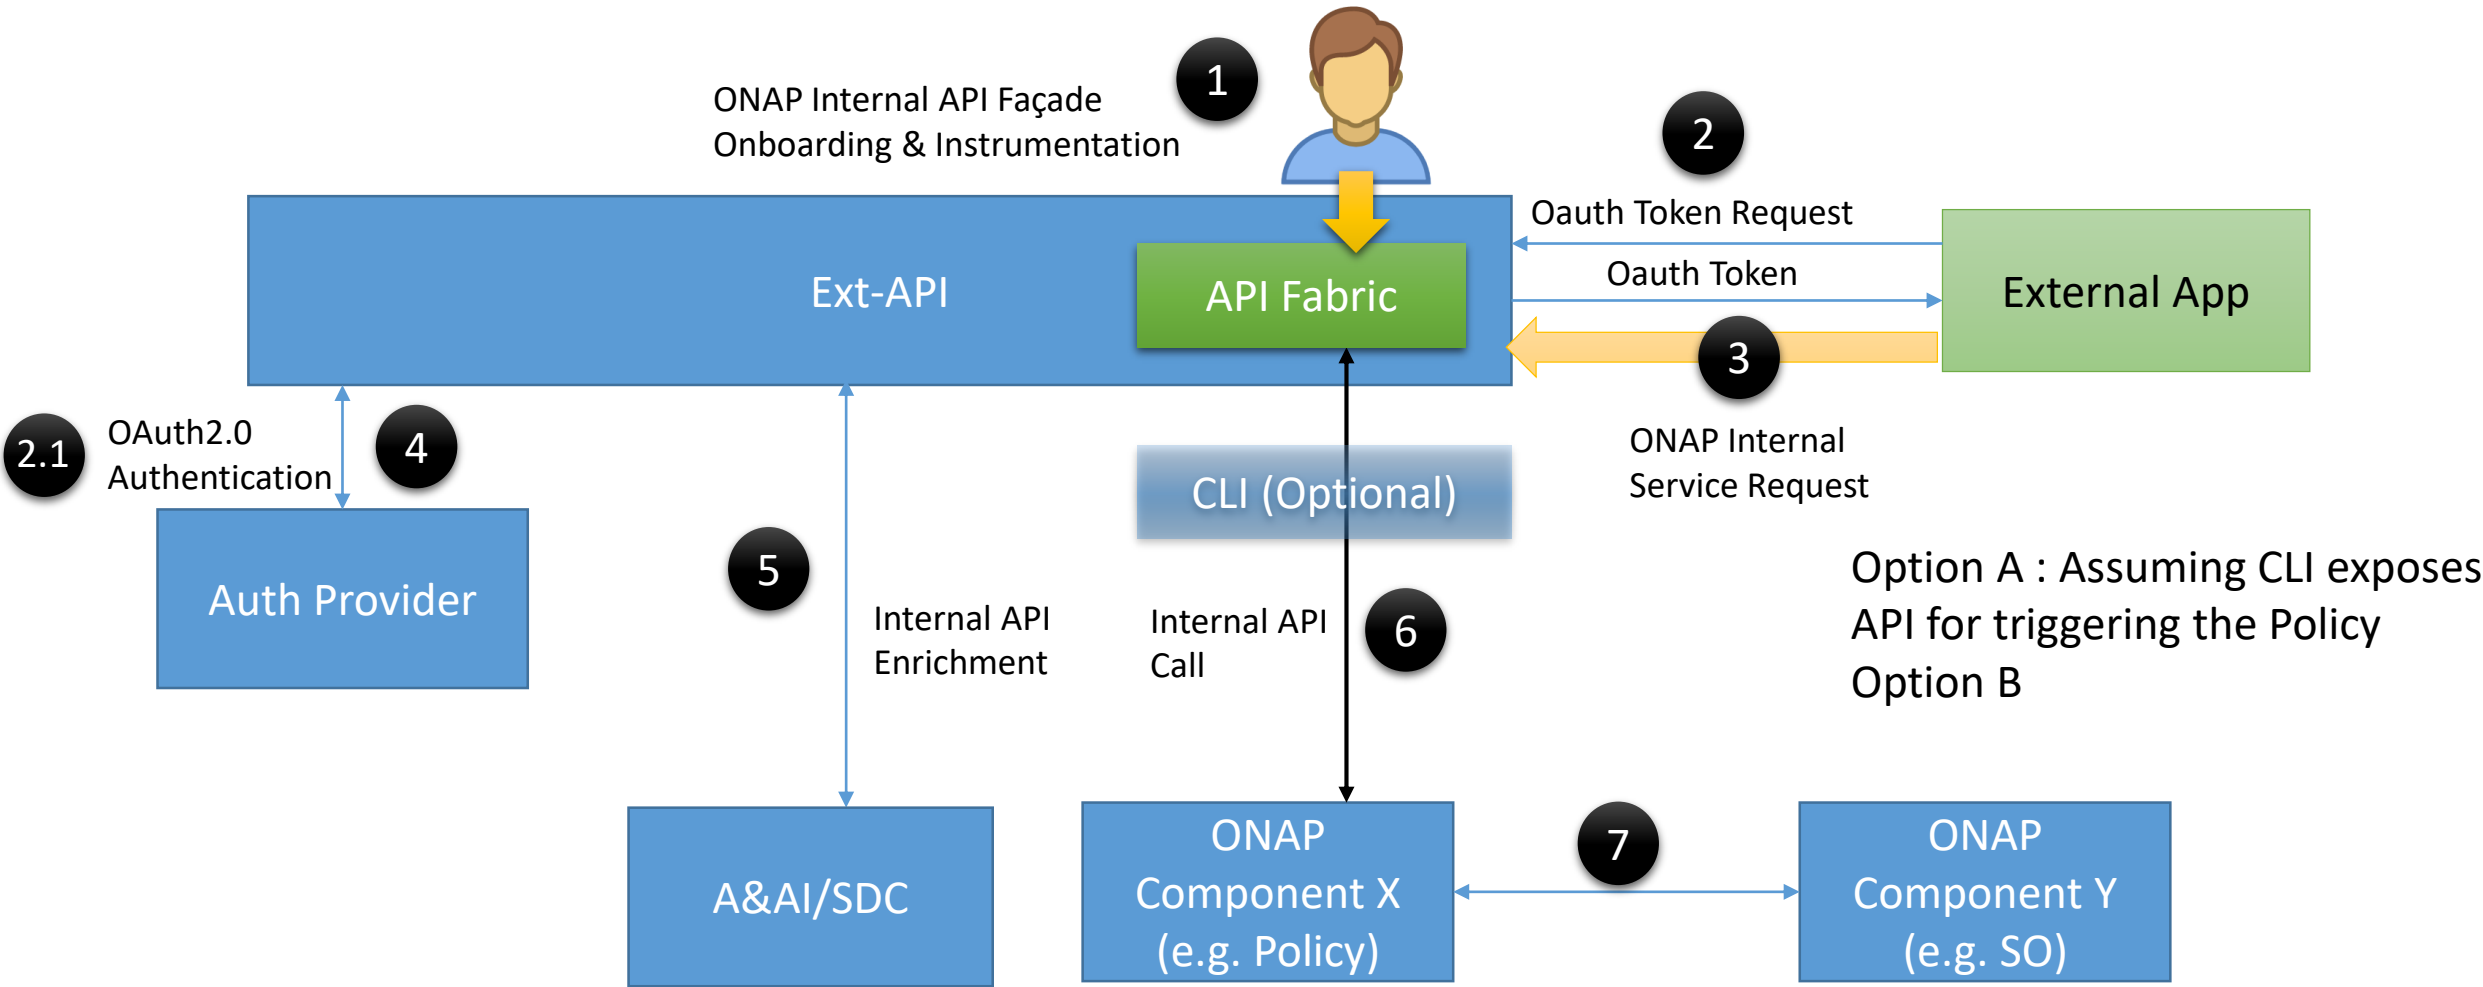 1
ONAP Internal API Façade
Onboarding & Instrumentation
2
Oauth Token Request
Ext-API
API Fabric
Oauth Token
External App
3
2.1
OAuth2.0
Authentication
4
ONAP Internal
Service Request
CLI (Optional)
Auth Provider
5
Internal API
Enrichment
Internal API
Call
6
Option A : Assuming CLI exposes
API for triggering the Policy
Option B
A&AI/SDC
ONAP
Component X
(e.g. Policy)
7
ONAP
Component Y
(e.g. SO)